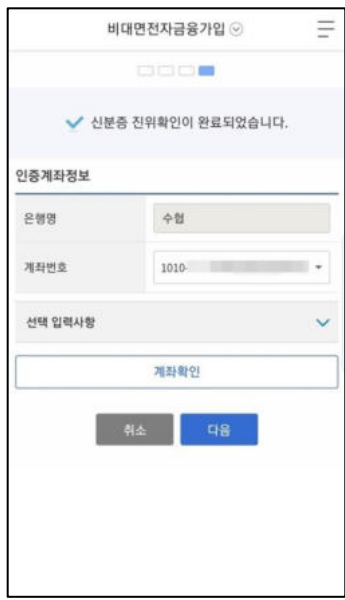 비대면전자금융가입
신분증 진위확인이 완료되었습니다.
인증계좌정보
은행명 수협
계좌번호 1010-
선택 입력사항
계좌확인
취소 다음